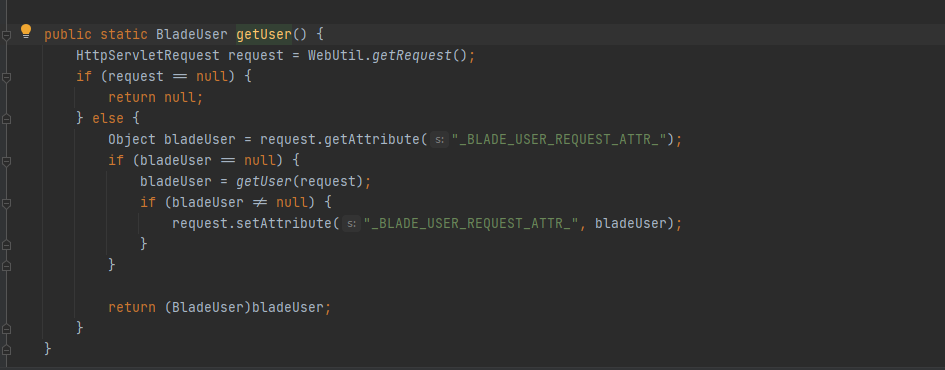 public static BladeUser getUser() {
    HttpServletRequest request = WebUtil.getRequest();
    if (request == null) {
        return null;
    } else {
        Object bladeUser = request.getAttribute( s: "_BLADE_USER_REQUEST_ATTR_");
        if (bladeUser == null) {
            bladeUser = getUser(request);
            if (bladeUser != null) {
                request.setAttribute( s: "_BLADE_USER_REQUEST_ATTR_", bladeUser);
            }
        }
        return (BladeUser)bladeUser;
    }
}